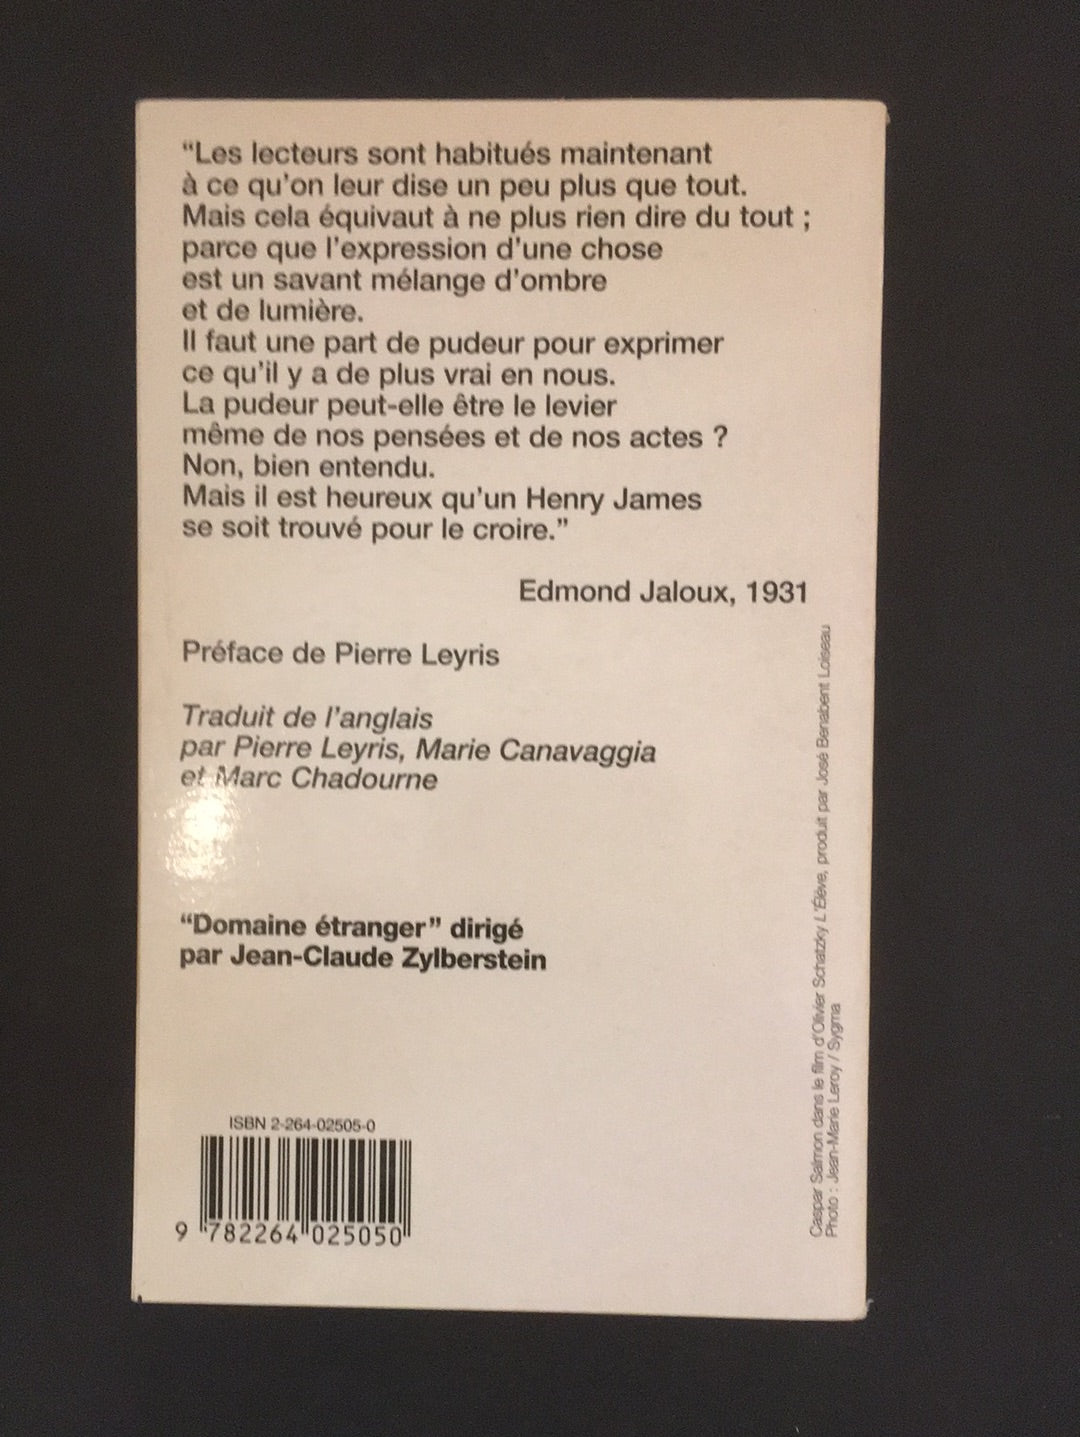 “Les lecteurs sont habitués maintenant
à ce qu'on leur dise un peu plus que tout.
Mais cela équivaut à ne plus rien dire du tout ;
parce que l'expression d'une chose
est un savant mélange d'ombre
et de lumière.
Il faut une part de pudeur pour exprimer
ce qu'il y a de plus vrai en nous.
La pudeur peut-elle être le levier
même de nos pensées et de nos actes ?
Non, bien entendu.
Mais il est heureux qu'un Henry James
se soit trouvé pour le croire.”
Edmond Jaloux, 1931
Préface de Pierre Leyris
Traduit de l'anglais
par Pierre Leyris, Marie Canavaggia
et Marc Chadourne
“Domaine étranger” dirigé
par Jean-Claude Zylberstein
ISBN 2-264-02505-0
9 782264 025050
Caspar Salmon dans le film d'Olivier Schatzky L'Élève, produit par José Benabent Loiseau
Photo : Jean-Marie Leroy / Sygma